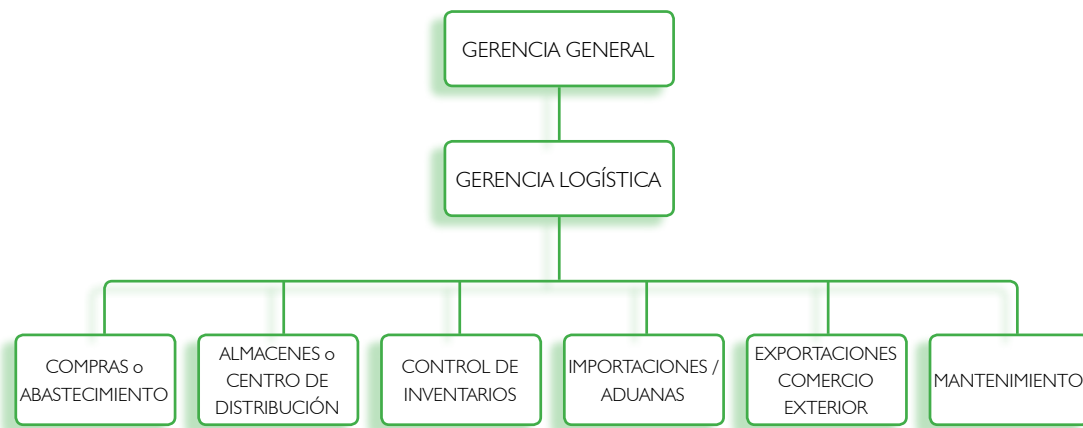 GERENCIA GENERAL
GERENCIA LOGÍSTICA
COMPRAS o
ABASTECIMIENTO
ALMACENES o
CENTRO DE
DISTRIBUCIÓN
CONTROL DE
INVENTARIOS
IMPORTACIONES /
ADUANAS
EXPORTACIONES
COMERCIO
EXTERIOR
MANTENIMIENTO